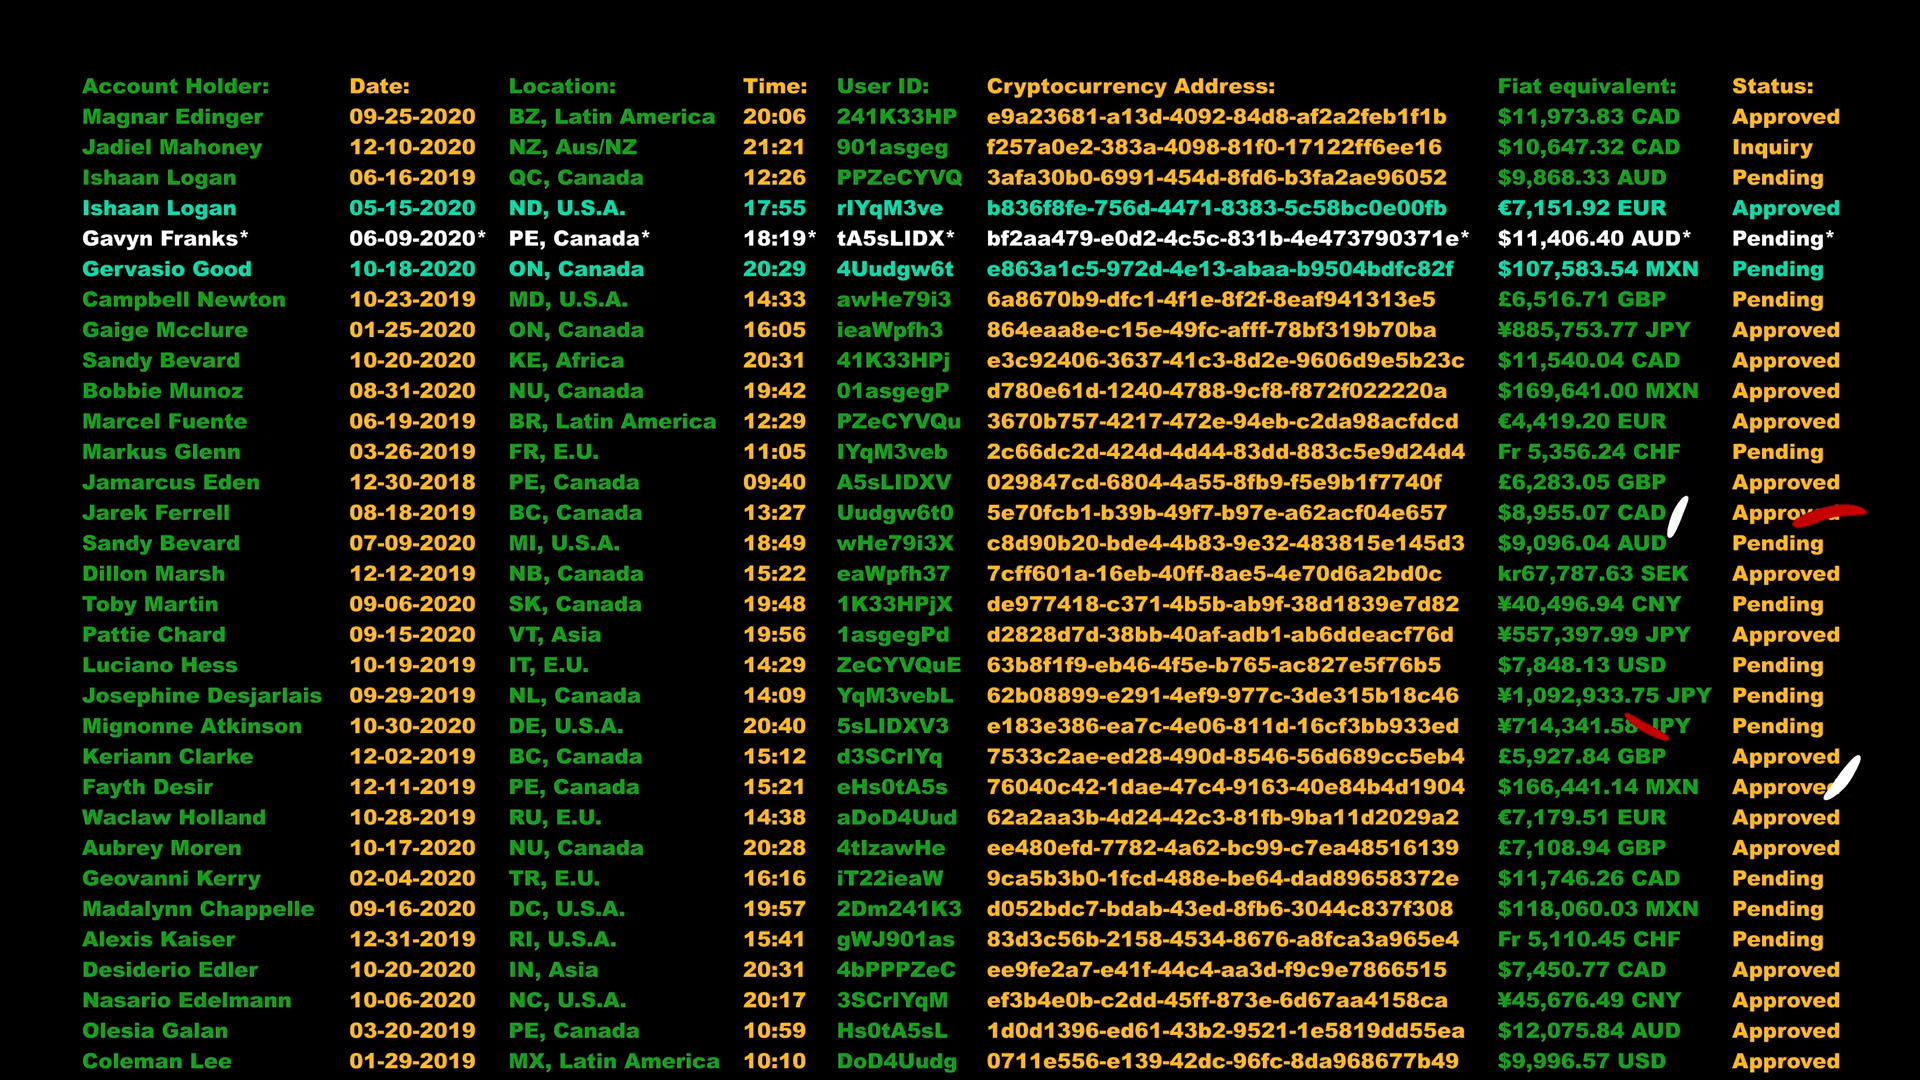 Account Holder: Date: Location: Time: User ID: Cryptocurrency Address: Fiat equivalent: Status:
Magnar Edinger 09-25-2020 BZ, Latin America 20:06 241K33HP e9a23681-a13d-4092-84d8-af2a2feb1f1b $11,973.83 CAD Approved
Jadiel Mahoney 12-10-2020 NZ, Aus/NZ 21:21 901asgeg f257a0e2-383a-4098-81f0-17122ff6ee16 $10,647.32 CAD Inquiry
Ishaan Logan 06-16-2019 QC, Canada 12:26 PPZeCYVQ 3afa30b0-6991-454d-8fd6-b3fa2ae96052 $9,868.33 AUD Pending
Ishaan Logan 05-15-2020 ND, U.S.A. 17:55 rIYqM3ve b836f8fe-756d-4471-8383-5c58bc0e00fb €7,151.92 EUR Approved
Gavyn Franks* 06-09-2020* PE, Canada* 18:19* tA5sLIDX* bf2aa479-e0d2-4c5c-831b-4e473790371e* $11,406.40 AUD* Pending*
Gervasio Good 10-18-2020 ON, Canada 20:29 4Uudgw6t e863a1c5-972d-4e13-abaa-b9504bdfc82f $107,583.54 MXN Pending
Campbell Newton 10-23-2019 MD, U.S.A. 14:33 awHe79i3 6a8670b9-dfc1-4f1e-8f2f-8eaf941313e5 £6,516.71 GBP Pending
Gaige Mcclure 01-25-2020 ON, Canada 16:05 ieaWpfh3 864eaa8e-c15e-49fc-afff-78bf319b70ba ¥885,753.77 JPY Approved
Sandy Bevard 10-20-2020 KE, Africa 20:31 41K33HPj e3c92406-3637-41c3-8d2e-9606d9e5b23c $11,540.04 CAD Approved
Bobbie Munoz 08-31-2020 NU, Canada 19:42 01asgegP d780e61d-1240-4788-9cf8-f872f022220a $169,641.00 MXN Approved
Marcel Fuente 06-19-2019 BR, Latin America 12:29 PZeCYVQu 3670b757-4217-472e-94eb-c2da98acfdcd €4,419.20 EUR Approved
Markus Glenn 03-26-2019 FR, E.U. 11:05 IYqM3veb 2c66dc2d-424d-4d44-83dd-883c5e9d24d4 Fr 5,356.24 CHF Pending
Jamarcus Eden 12-30-2018 PE, Canada 09:40 A5sLIDXV 029847cd-6804-4a55-8fb9-f5e9b1f7740f £6,283.05 GBP Approved
Jarek Ferrell 08-18-2019 BC, Canada 13:27 Uudgw6t0 5e70fcb1-b39b-49f7-b97e-a62acf04e657 $8,955.07 CAD Approved
Sandy Bevard 07-09-2020 MI, U.S.A. 18:49 wHe79i3X c8d90b20-bde4-4b83-9e32-483815e145d3 $9,096.04 AUD Pending
Dillon Marsh 12-12-2019 NB, Canada 15:22 eaWpfh37 7cff601a-16eb-40ff-8ae5-4e70d6a2bd0c kr67,787.63 SEK Approved
Toby Martin 09-06-2020 SK, Canada 19:48 1K33HPjX de977418-c371-4b5b-ab9f-38d1839e7d82 ¥40,496.94 CNY Pending
Pattie Chard 09-15-2020 VT, Asia 19:56 1asgegPd d2828d7d-38bb-40af-adb1-ab6ddeacf76d ¥557,397.99 JPY Approved
Luciano Hess 10-19-2019 IT, E.U. 14:29 ZeCYVQuE 63b8f1f9-eb46-4f5e-b765-ac827e5f76b5 $7,848.13 USD Pending
Josephine Desjarlais 09-29-2019 NL, Canada 14:09 YqM3vebL 62b08899-e291-4ef9-977c-3de315b18c46 ¥1,092,933.75 JPY Pending
Mignonne Atkinson 10-30-2020 DE, U.S.A. 20:40 5sLIDXV3 e183e386-ea7c-4e06-811d-16cf3bb933ed ¥714,341.58 JPY Pending
Keriann Clarke 12-02-2019 BC, Canada 15:12 d3SCrIYq 7533c2ae-ed28-490d-8546-56d689cc5eb4 £5,927.84 GBP Approved
Fayth Desir 12-11-2019 PE, Canada 15:21 eHs0tA5s 76040c42-1dae-47c4-9163-40e84b4d1904 $166,441.14 MXN Approved
Waclaw Holland 10-28-2019 RU, E.U. 14:38 aDoD4Uud 62a2aa3b-4d24-42c3-81fb-9ba11d2029a2 €7,179.51 EUR Approved
Aubrey Moren 10-17-2020 NU, Canada 20:28 4tIzawHe ee480efd-7782-4a62-bc99-c7ea48516139 £7,108.94 GBP Approved
Geovanni Kerry 02-04-2020 TR, E.U. 16:16 iT22ieaW 9ca5b3b0-1fcd-488e-be64-dad89658372e $11,746.26 CAD Pending
Madalynn Chappelle 09-16-2020 DC, U.S.A. 19:57 2Dm241K3 d052bdc7-bdab-43ed-8fb6-3044c837f308 $118,060.03 MXN Pending
Alexis Kaiser 12-31-2019 RI, U.S.A. 15:41 gWJ901as 83d3c56b-2158-4534-8676-a8fca3a965e4 Fr 5,110.45 CHF Pending
Desiderio Edler 10-20-2020 IN, Asia 20:31 4bPPPZeC ee9fe2a7-e41f-44c4-aa3d-f9c9e7866515 $7,450.77 CAD Approved
Nasario Edelmann 10-06-2020 NC, U.S.A. 20:17 3SCrIYqM ef3b4e0b-c2dd-45ff-873e-6d67aa4158ca ¥45,676.49 CNY Approved
Olesia Galan 03-20-2019 PE, Canada 10:59 Hs0tA5sL 1d0d1396-ed61-43b2-9521-1e5819dd55ea $12,075.84 AUD Approved
Coleman Lee 01-29-2019 MX, Latin America 10:10 DoD4Uudg 0711e556-e139-42dc-96fc-8da968677b49 $9,996.57 USD Approved